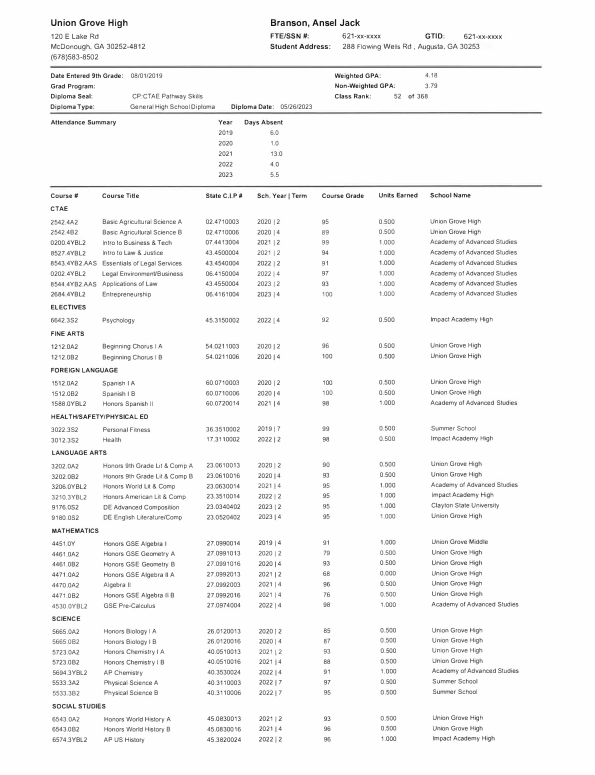 Union Grove High
Branson, Ansel Jack
120 E Lake Rd
FTE/SSN #: 621-xx-xxxx GTID: 621-xx-xxxx
McDonough, GA 30252-4812
Student Address: 288 Flowing Wells Rd , Augusta, GA 30253
(678)583-8502
Date Entered 9th Grade: 08/01/2019 Weighted GPA: 4.18
Grad Program: Non-Weighted GPA: 3.79
Diploma Seal: CP:CTAE Pathway Skills Class Rank: 52 of 368
Diploma Type: General High School Diploma Diploma Date: 05/26/2023
Attendance Summary Year Days Absent
2019 6.0
2020 1.0
2021 13.0
2022 4.0
2023 5.5
Course # Course Title State C.I.P # Sch. Year | Term Course Grade Units Earned School Name
CTAE
2542.4A2 Basic Agricultural Science A 02.4710003 2020 | 2 95 0.500 Union Grove High
2542.4B2 Basic Agricultural Science B 02.4710006 2020 | 4 89 0.500 Union Grove High
0200.4YBL2 Intro to Business & Tech 07.4413004 2021 | 2 99 1.000 Academy of Advanced Studies
8527.4YBL2 Intro to Law & Justice 43.4500004 2021 | 2 94 1.000 Academy of Advanced Studies
8543.4YB2.AAS Essentials of Legal Services 43.4540004 2022 | 2 91 1.000 Academy of Advanced Studies
0202.4YBL2 Legal Environment/Business 06.4150004 2022 | 4 97 1.000 Academy of Advanced Studies
8544.4YB2.AAS Applications of Law 43.4550004 2023 | 2 93 1.000 Academy of Advanced Studies
2684.4YBL2 Entrepreneurship 06.4161004 2023 | 4 100 1.000 Academy of Advanced Studies
ELECTIVES
6642.3S2 Psychology 45.3150002 2022 | 4 92 0.500 Impact Academy High
FINE ARTS
1212.0A2 Beginning Chorus I A 54.0211003 2020 | 2 96 0.500 Union Grove High
1212.0B2 Beginning Chorus I B 54.0211006 2020 | 4 100 0.500 Union Grove High
FOREIGN LANGUAGE
1512.0A2 Spanish I A 60.0710003 2020 | 2 100 0.500 Union Grove High
1512.0B2 Spanish I B 60.0710006 2020 | 4 100 0.500 Union Grove High
1588.0YBL2 Honors Spanish II 60.0720014 2021 | 4 98 1.000 Academy of Advanced Studies
HEALTH/SAFETY/PHYSICAL ED
3022.3S2 Personal Fitness 36.3510002 2019 | 7 99 0.500 Summer School
3012.3S2 Health 17.3110002 2022 | 2 98 0.500 Impact Academy High
LANGUAGE ARTS
3202.0A2 Honors 9th Grade Lit & Comp A 23.0610013 2020 | 2 90 0.500 Union Grove High
3202.0B2 Honors 9th Grade Lit & Comp B 23.0610016 2020 | 4 93 0.500 Union Grove High
3206.0YBL2 Honors World Lit & Comp 23.0630014 2021 | 4 95 1.000 Academy of Advanced Studies
3210.3YBL2 Honors American Lit & Comp 23.3510014 2022 | 2 95 1.000 Impact Academy High
9176.0S2 DE Advanced Composition 23.0340402 2023 | 2 95 1.000 Clayton State University
9180.0S2 DE English Literature/Comp 23.0520402 2023 | 4 95 1.000 Union Grove High
MATHEMATICS
4451.0Y Honors GSE Algebra I 27.0990014 2019 | 4 91 1.000 Union Grove Middle
4461.0A2 Honors GSE Geometry A 27.0991013 2020 | 2 79 0.500 Union Grove High
4461.0B2 Honors GSE Geometry B 27.0991016 2020 | 4 93 0.500 Union Grove High
4471.0A2 Honors GSE Algebra II A 27.0992013 2021 | 2 68 0.000 Union Grove High
4470.0A2 Algebra II 27.0992003 2021 | 4 96 0.500 Union Grove High
4471.0B2 Honors GSE Algebra II B 27.0992016 2021 | 4 76 0.500 Union Grove High
4530.0YBL2 GSE Pre-Calculus 27.0974004 2022 | 4 98 1.000 Academy of Advanced Studies
SCIENCE
5665.0A2 Honors Biology I A 26.0120013 2020 | 2 85 0.500 Union Grove High
5665.0B2 Honors Biology I B 26.0120016 2020 | 4 87 0.500 Union Grove High
5723.0A2 Honors Chemistry I A 40.0510013 2021 | 2 93 0.500 Union Grove High
5723.0B2 Honors Chemistry I B 40.0510016 2021 | 4 88 0.500 Union Grove High
5694.3YBL2 AP Chemistry 40.3530024 2022 | 4 91 1.000 Academy of Advanced Studies
5533.3A2 Physical Science A 40.3110003 2022 | 7 97 0.500 Summer School
5533.3B2 Physical Science B 40.3110006 2022 | 7 95 0.500 Summer School
SOCIAL STUDIES
6543.0A2 Honors World History A 45.0830013 2021 | 2 93 0.500 Union Grove High
6543.0B2 Honors World History B 45.0830016 2021 | 4 96 0.500 Union Grove High
6574.3YBL2 AP US History 45.3820024 2022 | 2 96 1.000 Impact Academy High